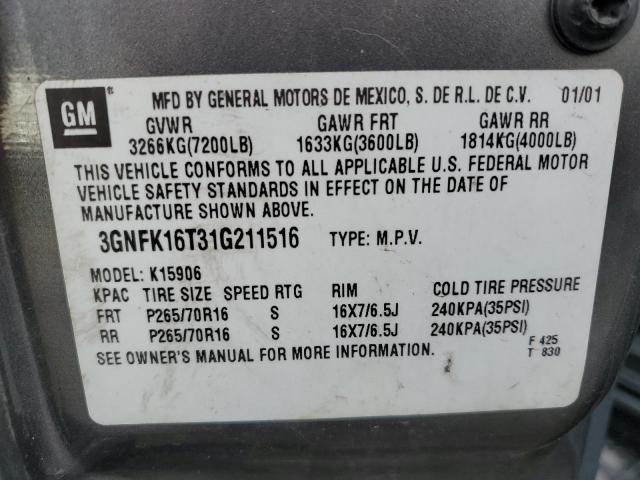 GM ® MFD BY GENERAL MOTORS DE MEXICO, S. DE R.L. DE C.V. 01/01
GVWR GAWR FRT GAWR RR
3266KG(7200LB) 1633KG(3600LB) 1814KG(4000LB)
THIS VEHICLE CONFORMS TO ALL APPLICABLE U.S. FEDERAL MOTOR
VEHICLE SAFETY STANDARDS IN EFFECT ON THE DATE OF
MANUFACTURE SHOWN ABOVE.
3GNFK16T31G211516 TYPE: M.P.V.
MODEL: K15906
KPAC TIRE SIZE SPEED RTG RIM COLD TIRE PRESSURE
FRT P265/70R16 S 16X7/6.5J 240KPA(35PSI)
RR P265/70R16 S 16X7/6.5J 240KPA(35PSI)
SEE OWNER'S MANUAL FOR MORE INFORMATION.
F 425
T 830